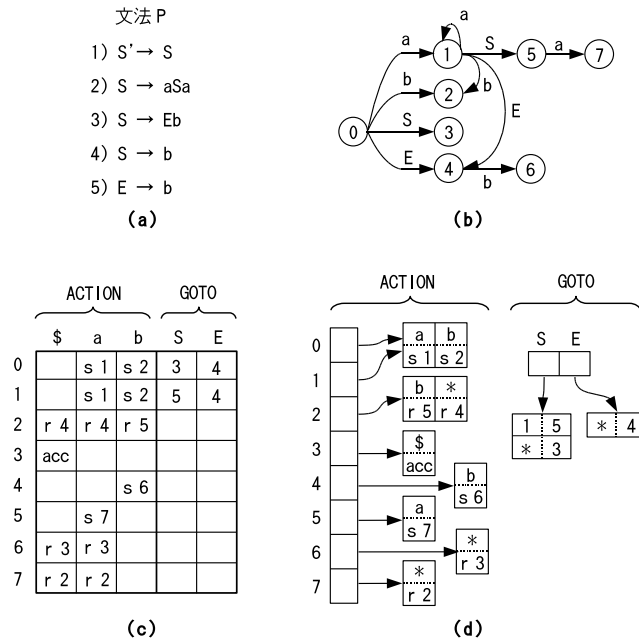 文法 P
1) S'→ S
2) S → aSa
3) S → Eb
4) S → b
5) E → b
(a)
a
a 1 S 5 a 7
b 2 b
0 S 3 E
E 4 b 6
(b)
ACTION GOTO
$ a b S E
0 s 1 s 2 3 4
1 s 1 s 2 5 4
2 r 4 r 4 r 5
3 acc
4 s 6
5 s 7
6 r 3 r 3
7 r 2 r 2
(c)
ACTION GOTO
0 a b
s 1 s 2
1
2 b *
r 5 r 4
3 $
acc
4 b
s 6
5 a
s 7
6 *
r 3
7 *
r 2
S E
1 5
* 3
* 4
(d)